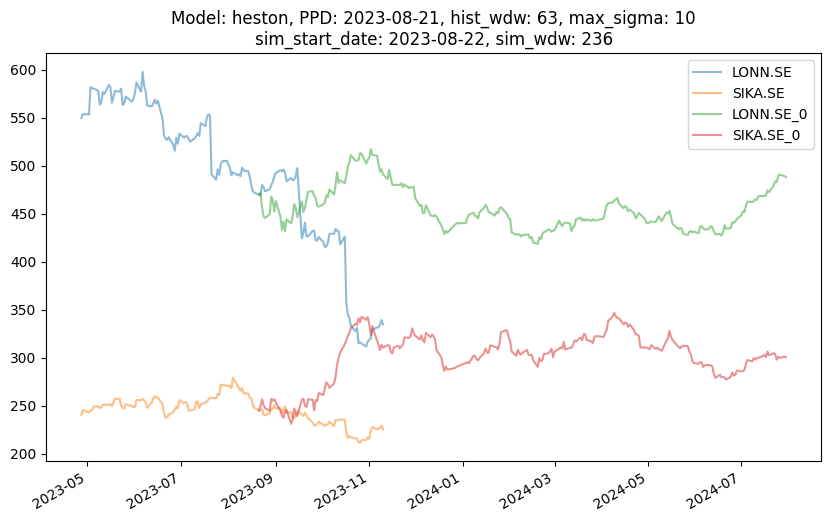 Model: heston, PPD: 2023-08-21, hist_wdw: 63, max_sigma: 10
sim_start_date: 2023-08-22, sim_wdw: 236
600
550
500
450
400
350
300
250
200
LONN.SE
SIKA.SE
LONN.SE_0
SIKA.SE_0
2023-05
2023-07
2023-09
2023-11
2024-01
2024-03
2024-05
2024-07